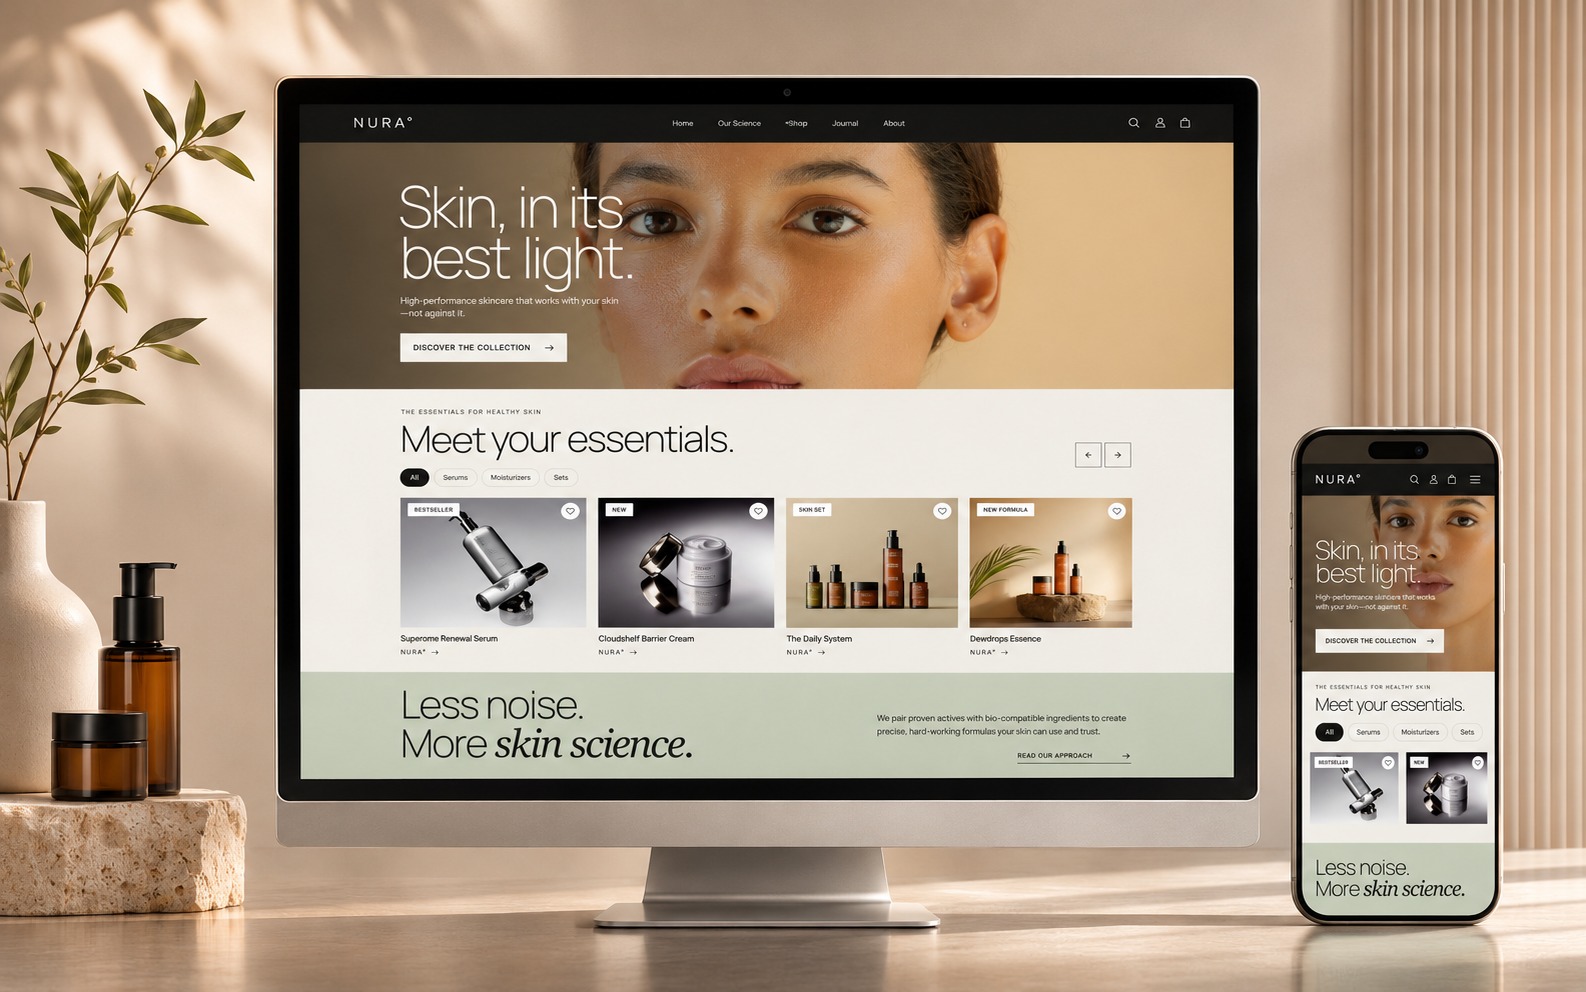 NURA°
Home Our Science Shop Journal About
Skin, in its
best light.
High-performance skincare that works with your skin
—not against it.
DISCOVER THE COLLECTION →
THE ESSENTIALS FOR HEALTHY SKIN
Meet your essentials.
← →
All Serums Moisturizers Sets
BESTSELLER
NEW
SKIN SET
NEW FORMULA
Superome Renewal Serum
NURA° →
Cloudshelf Barrier Cream
NURA° →
The Daily System
NURA° →
Dewdrops Essence
NURA° →
Less noise.
More skin science.
We pair proven actives with bio-compatible ingredients to create
precise, hard-working formulas your skin can use and trust.
READ OUR APPROACH →
NURA°
Skin, in its
best light.
High-performance skincare that works
with your skin—not against it.
DISCOVER THE COLLECTION →
THE ESSENTIALS FOR HEALTHY SKIN
Meet your essentials.
All Serums Moisturizers Sets
BESTSELLER
NEW
Less noise.
More skin science.